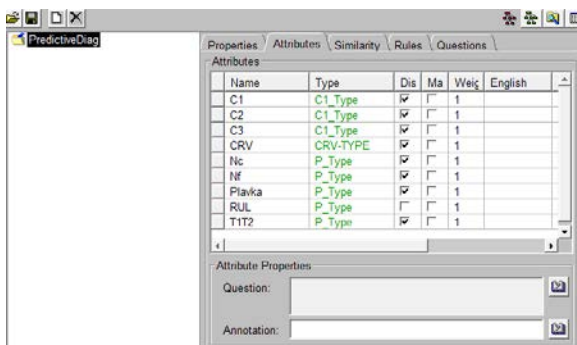 PredictiveDiag
Properties Attributes Similarity Rules Questions
Attributes
Name Type Dis Ma Weig English
C1 C1_Type 1
C2 C1_Type 1
C3 C1_Type 1
CRV CRV-TYPE 1
Nc P_Type 1
Nf P_Type 1
Plavka P_Type 1
RUL P_Type 1
T1T2 P_Type 1
Attribute Properties
Question:
Annotation: